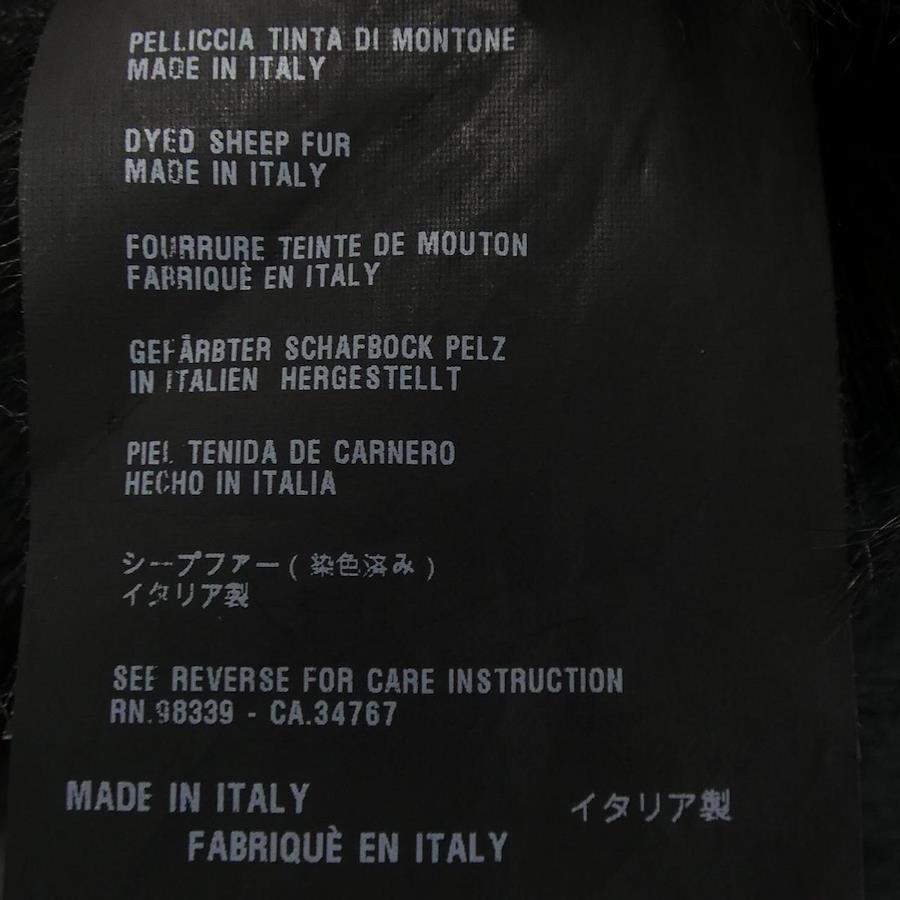 PELLICCIA TINTA DI MONTONE
MADE IN ITALY
DYED SHEEP FUR
MADE IN ITALY
FOURRURE TEINTE DE MOUTON
FABRIQUÈ EN ITALY
GEFÄRBTER SCHAFBOCK PELZ
IN ITALIEN HERGESTELLT
PIEL TENIDA DE CARNERO
HECHO IN ITALIA
シープファー(染色済み)
イタリア製
SEE REVERSE FOR CARE INSTRUCTION
RN.98339 - CA.34767
MADE IN ITALY
イタリア製
FABRIQUÈ EN ITALY